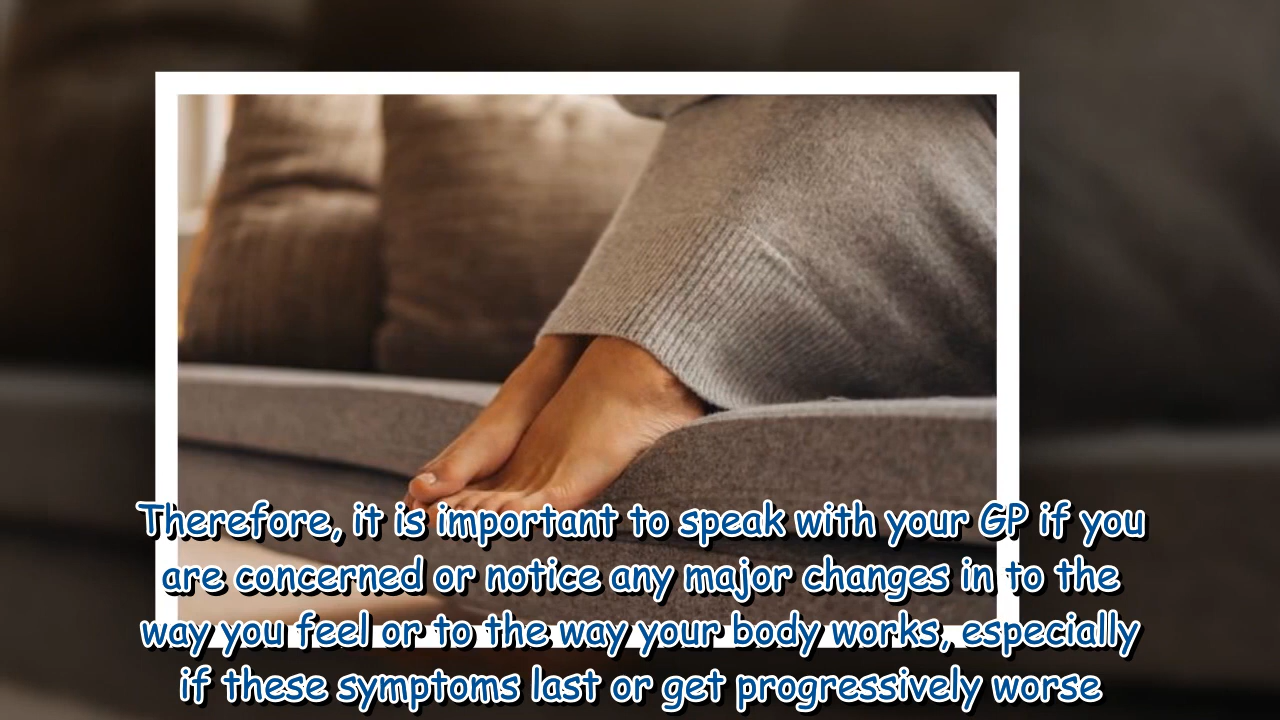 Therefore, it is important to speak with your GP if you
are concerned or notice any major changes in to the
way you feel or to the way your body works, especially
if these symptoms last or get progressively worse